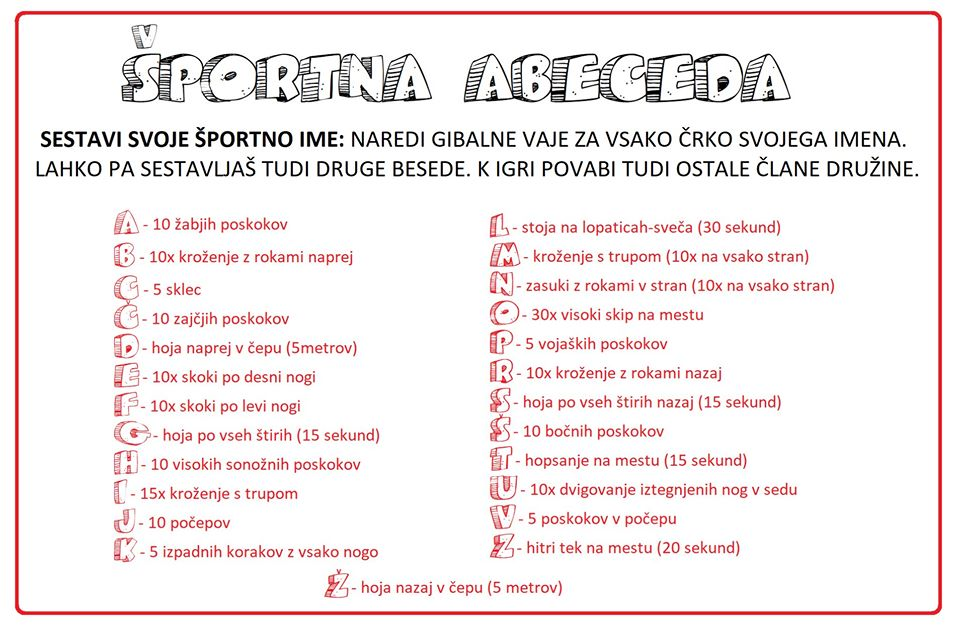 ŠPORTNA ABECEDA
SESTAVI SVOJE ŠPORTNO IME: NAREDI GIBALNE VAJE ZA VSAKO ČRKO SVOJEGA IMENA.
LAHKO PA SESTAVLJAŠ TUDI DRUGE BESEDE. K IGRI POVABI TUDI OSTALE ČLANE DRUŽINE.
A - 10 žabjih poskokov
B - 10x kroženje z rokami naprej
C - 5 sklec
Č - 10 zajčjih poskokov
D - hoja naprej v čepu (5metrov)
E - 10x skoki po desni nogi
F - 10x skoki po levi nogi
G - hoja po vseh štirih (15 sekund)
H - 10 visokih sonožnih poskokov
I - 15x kroženje s trupom
J - 10 počepov
K - 5 izpadnih korakov z vsako nogo
L - stoja na lopaticah-sveča (30 sekund)
M - kroženje s trupom (10x na vsako stran)
N - zasuki z rokami v stran (10x na vsako stran)
O - 30x visoki skip na mestu
P - 5 vojaških poskokov
R - 10x kroženje z rokami nazaj
S - hoja po vseh štirih nazaj (15 sekund)
Š - 10 bočnih poskokov
T - hopsanje na mestu (15 sekund)
U - 10x dvigovanje iztegnjenih nog v sedu
V - 5 poskokov v počepu
Z - hitri tek na mestu (20 sekund)
Ž - hoja nazaj v čepu (5 metrov)